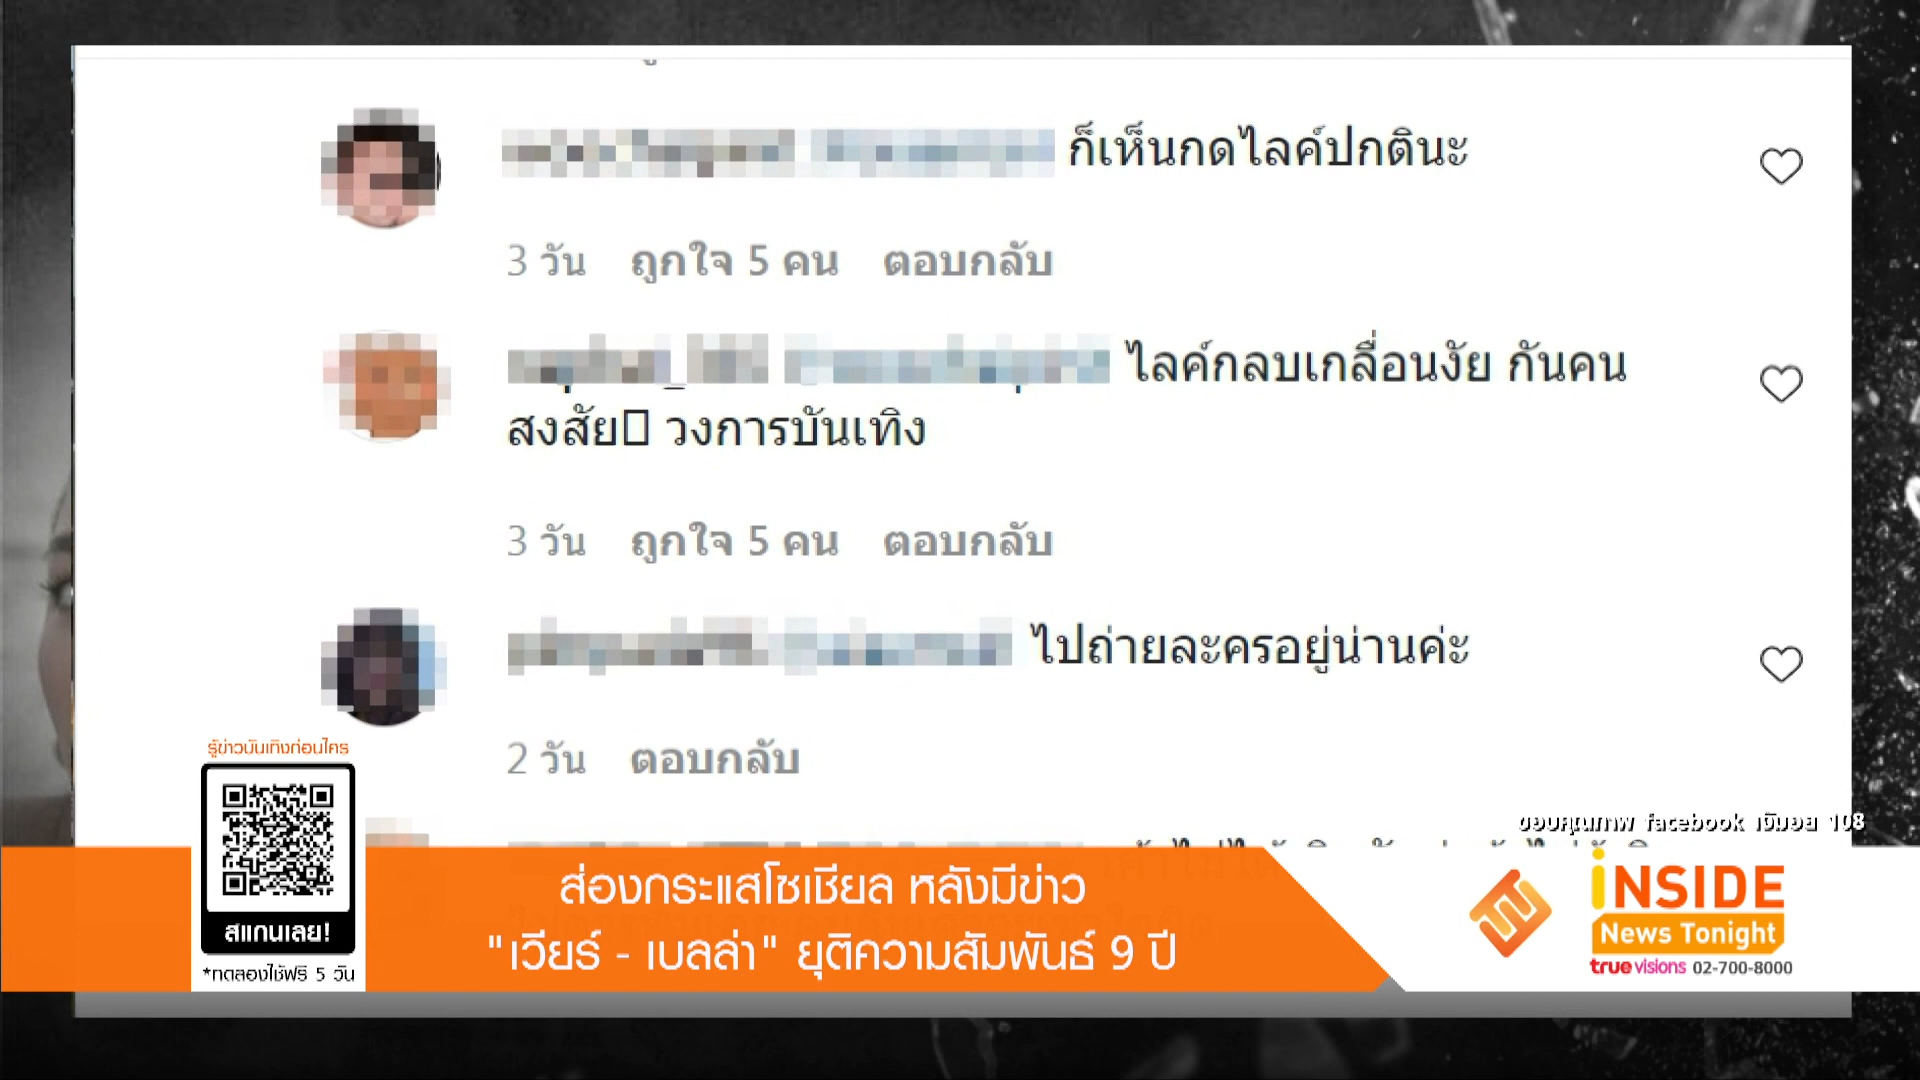 ก็เห็นกดไลค์ปกตินะ
3 วัน ถูกใจ 5 คน ตอบกลับ
ไลค์กลบเกลื่อนงัย กันคน
สงสัย วงการบันเทิง
3 วัน ถูกใจ 5 คน ตอบกลับ
ไปถ่ายละครอยู่น่านค่ะ
2 วัน ตอบกลับ
รู้ข่าวบันเทิงก่อนใคร
สแกนเลย!
*ทดลองใช้ฟรี 5 วัน
ขอบคุณภาพ facebook เจ๊มอย 108
ส่องกระแสโซเชียล หลังมีข่าว
"เวียร์ - เบลล่า" ยุติความสัมพันธ์ 9 ปี
iNSIDE
News Tonight
truevisions 02-700-8000